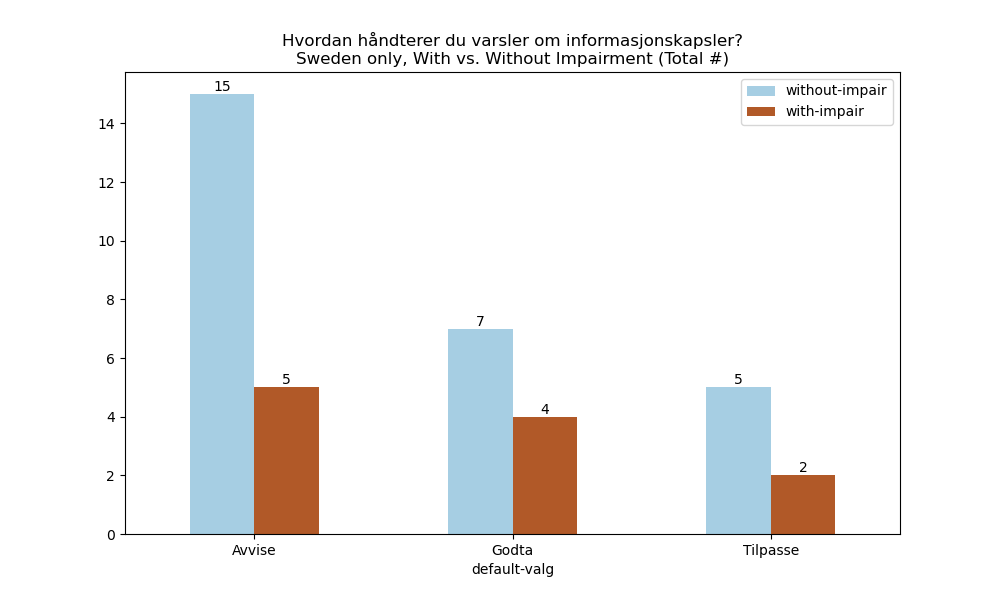 Hvordan håndterer du varsler om informasjonskapsler?
Sweden only, With vs. Without Impairment (Total #)
without-impair
with-impair
15
5
7
4
5
2
14
12
10
8
6
4
2
0
Avvise
Godta
Tilpasse
default-valg